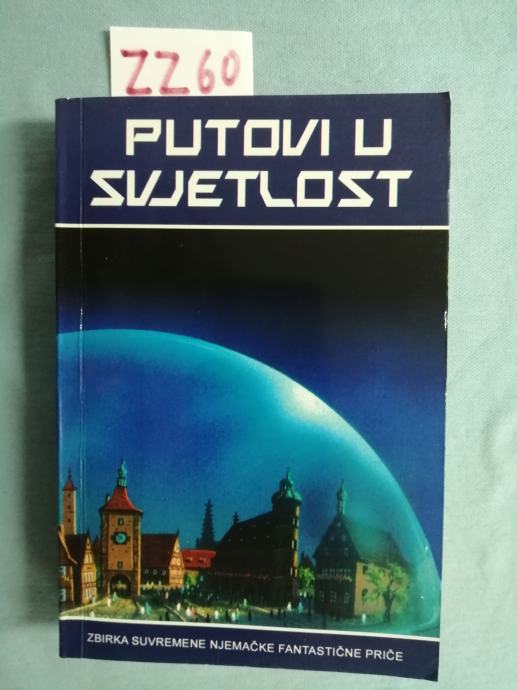 ZZ60
PUTOVI U
SVJETLOST
ZBIRKA SUVREMENE NJEMAČKE FANTASTIČNE PRIČE